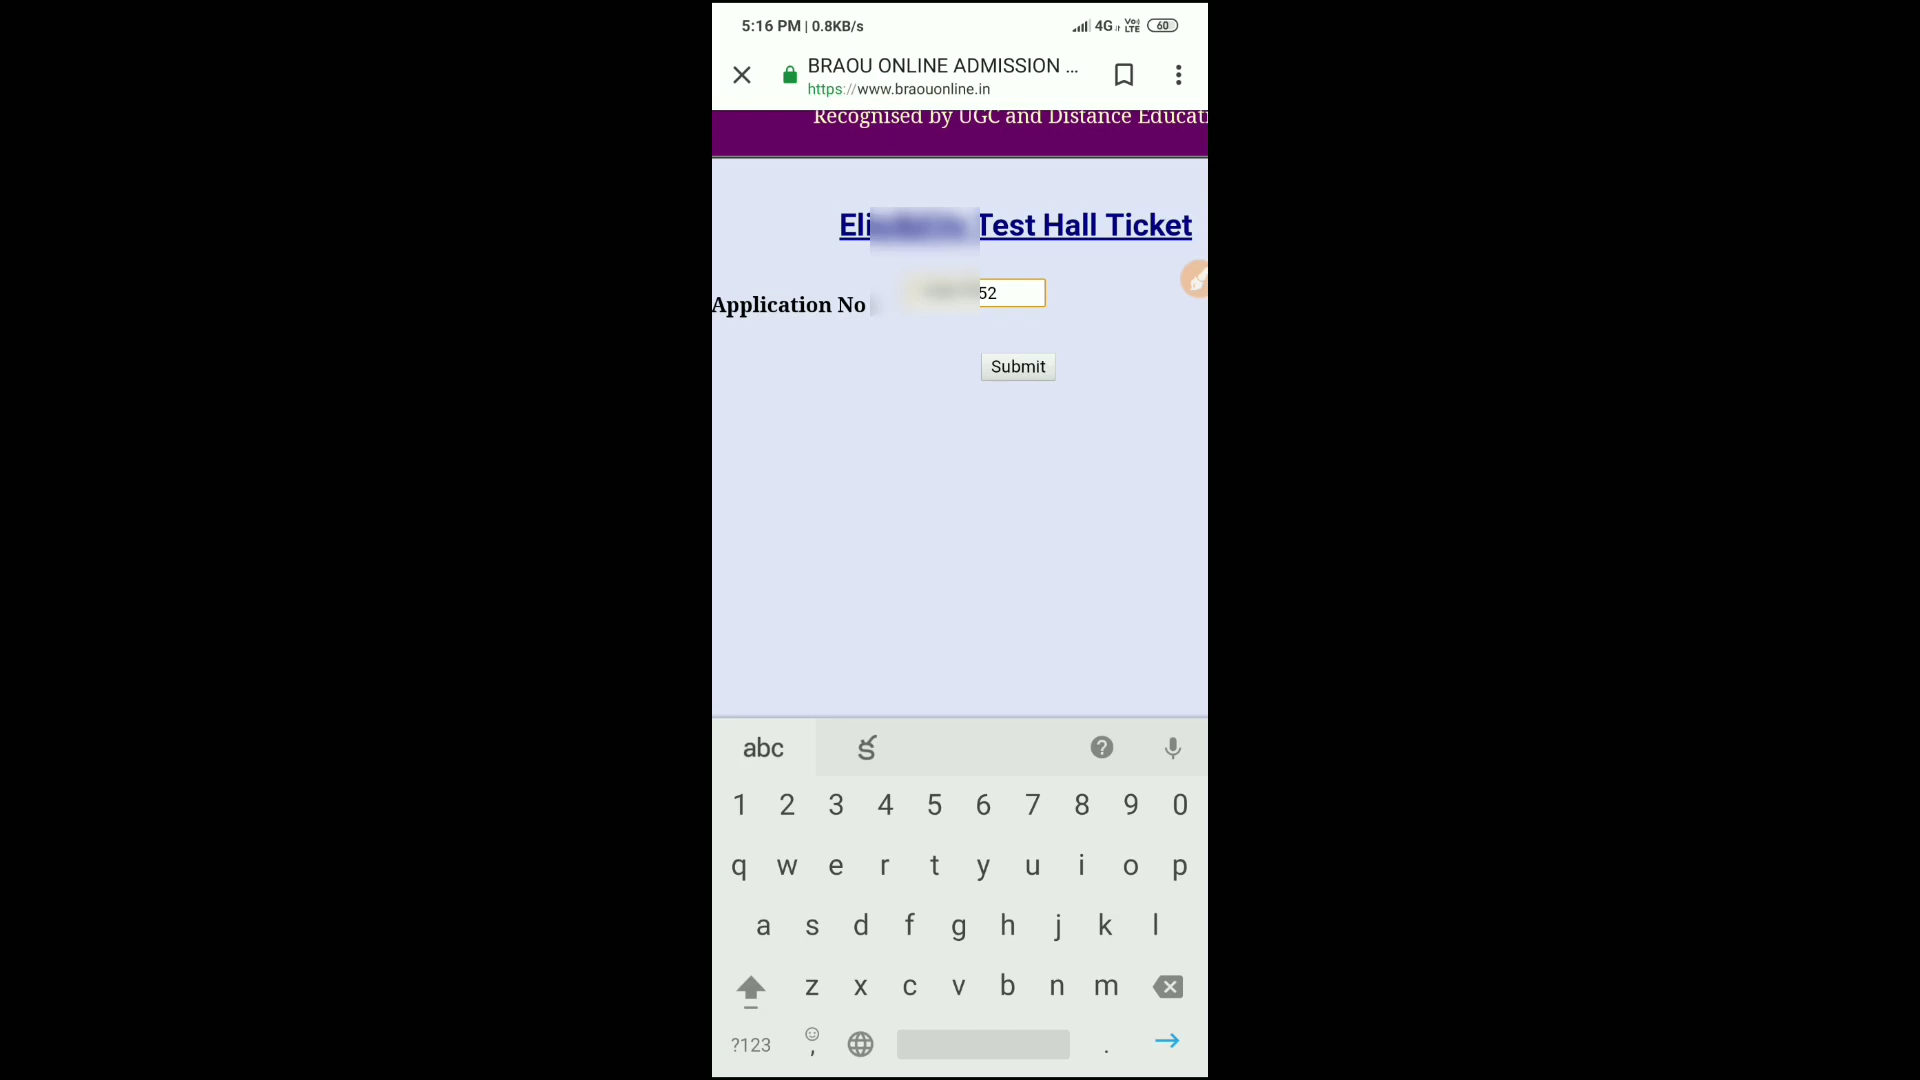 5:16 PM | 0.8KB/s 4G Vo) LTE 60
BRAOU ONLINE ADMISSION ...
https://www.braouonline.in
Recognised by UGC and Distance Educati
Test Hall Ticket
Application No
52
Submit
abc క
1 2 3 4 5 6 7 8 9 0
q w e r t y u i o p
a s d f g h j k l
z x c v b n m
?123 , .